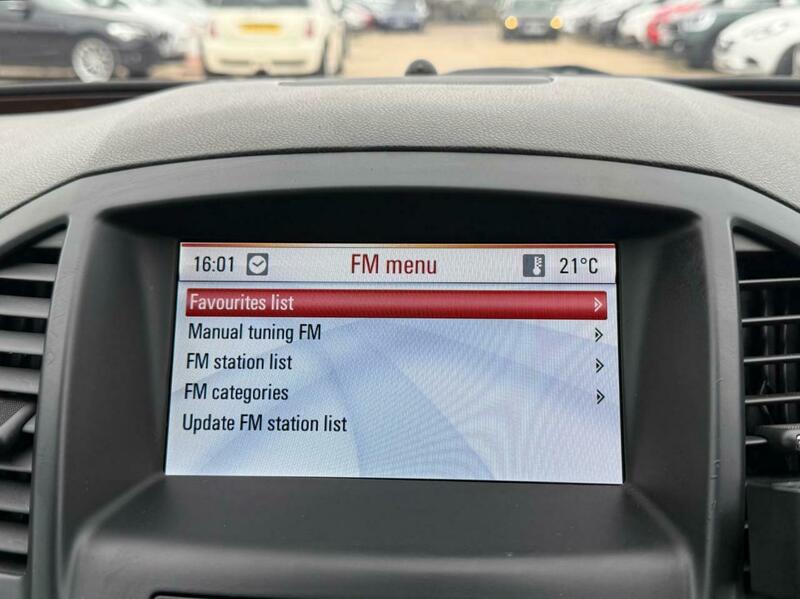 16:01 FM menu 21°C
Favourites list
Manual tuning FM
FM station list
FM categories
Update FM station list